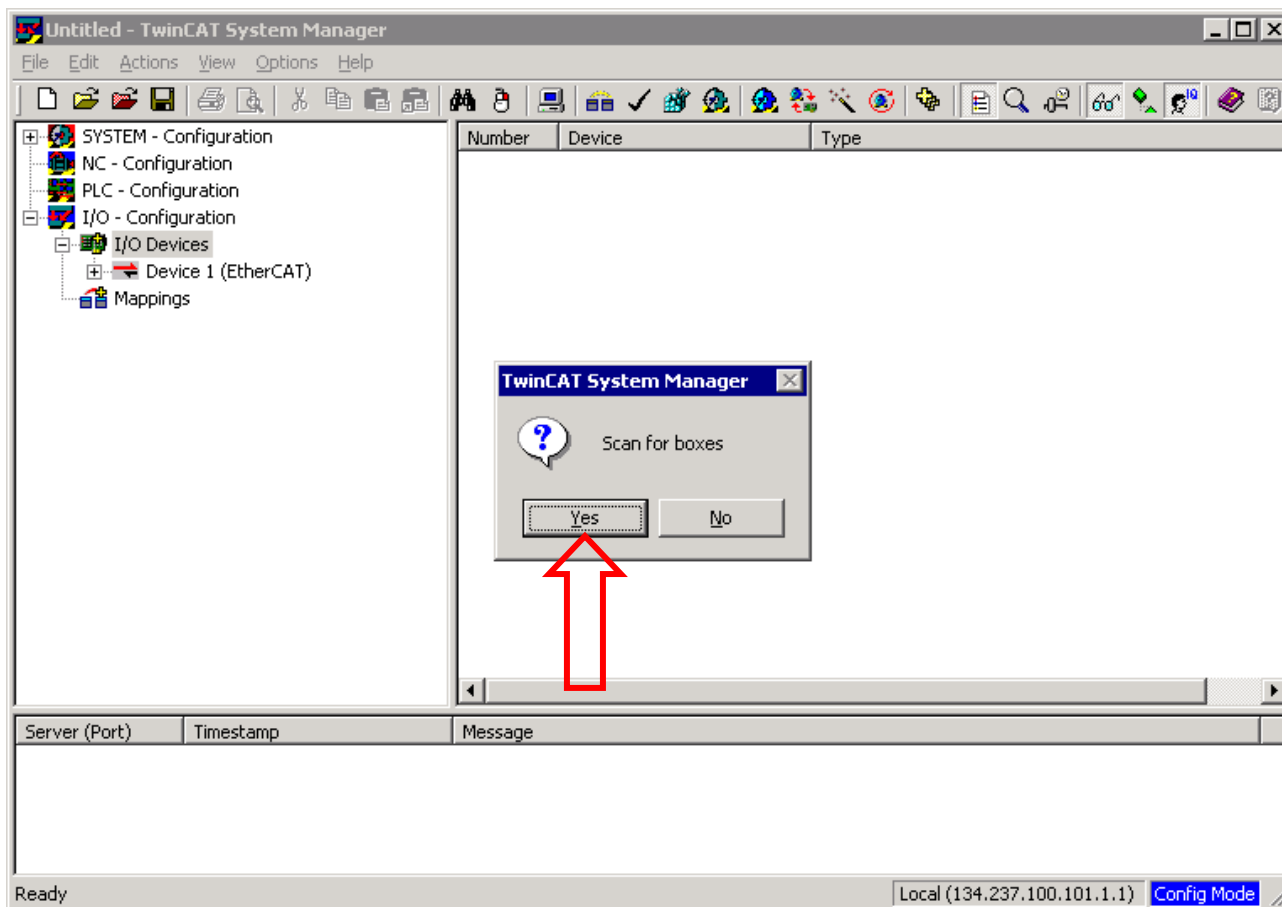 Untitled - TwinCAT System Manager
File Edit Actions View Options Help
SYSTEM - Configuration
NC - Configuration
PLC - Configuration
I/O - Configuration
I/O Devices
Device 1 (EtherCAT)
Mappings
Number Device Type
TwinCAT System Manager
Scan for boxes
Yes No
Server (Port) Timestamp Message
Ready Local (134.237.100.101.1.1) Config Mode